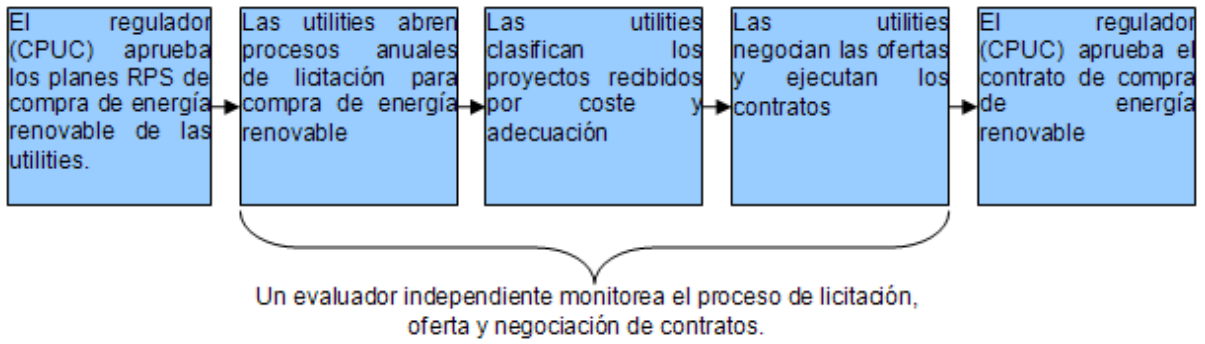 El regulador
(CPUC) aprueba
los planes RPS de
compra de energía
renovable de las
utilities.
Las utilities abren
procesos anuales
de licitación para
compra de energía
renovable
Las utilities
clasifican los
proyectos recibidos
por coste y
adecuación
Las utilities
negocian las ofertas
y ejecutan los
contratos
El regulador
(CPUC) aprueba el
contrato de compra
de energía
renovable
Un evaluador independiente monitorea el proceso de licitación,
oferta y negociación de contratos.